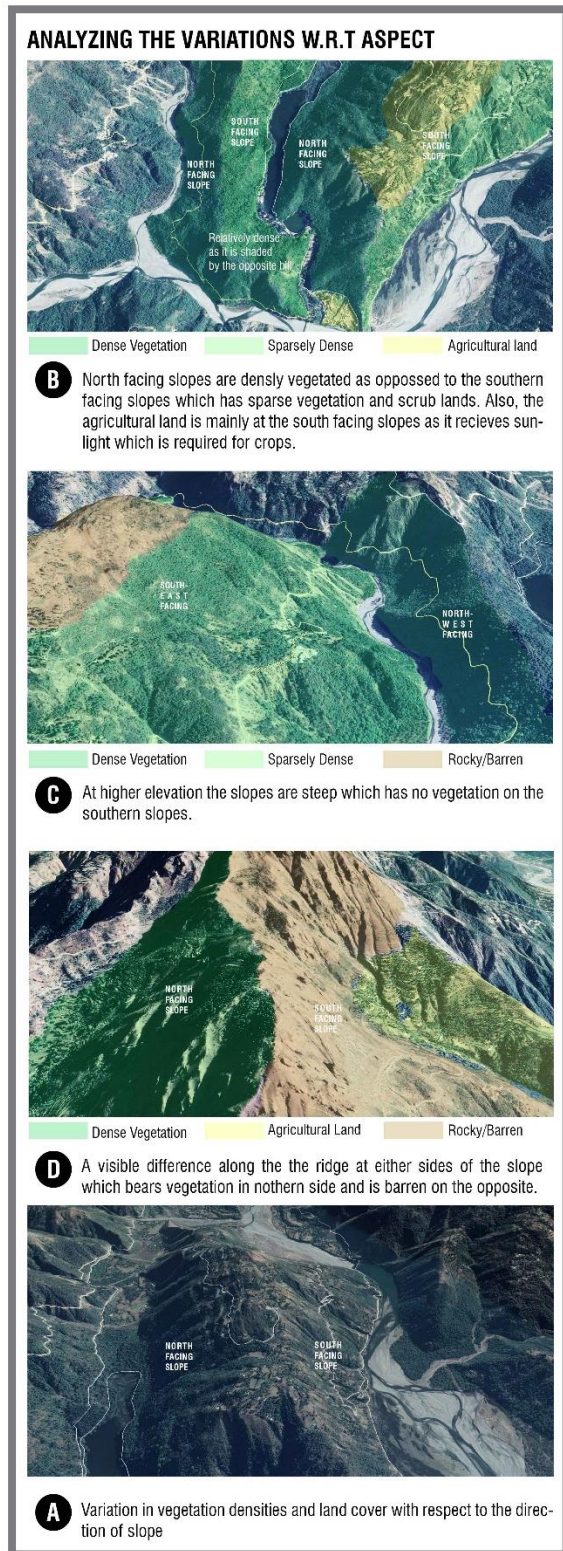 ANALYZING THE VARIATIONS W.R.T ASPECT
SOUTH
FACING
SLOPE
NORTH
FACING
SLOPE
NORTH
FACING
SLOPE
SOUTH
FACING
SLOPE
Relatively dense
as it is shaded
by the opposite hill
Dense Vegetation
Sparsely Dense
Agricultural land
B
North facing slopes are densly vegetated as oppossed to the southern
facing slopes which has sparse vegetation and scrub lands. Also, the
agricultural land is mainly at the south facing slopes as it recieves sun-
light which is required for crops.
SOUTH-
EAST
FACING
NORTH-
WEST
FACING
Dense Vegetation
Sparsely Dense
Rocky/Barren
C
At higher elevation the slopes are steep which has no vegetation on the
southern slopes.
NORTH
FACING
SLOPE
SOUTH
FACING
SLOPE
Dense Vegetation
Agricultural Land
Rocky/Barren
D
A visible difference along the the ridge at either sides of the slope
which bears vegetation in nothern side and is barren on the opposite.
NORTH
FACING
SLOPE
SOUTH
FACING
SLOPE
A
Variation in vegetation densities and land cover with respect to the direc-
tion of slope